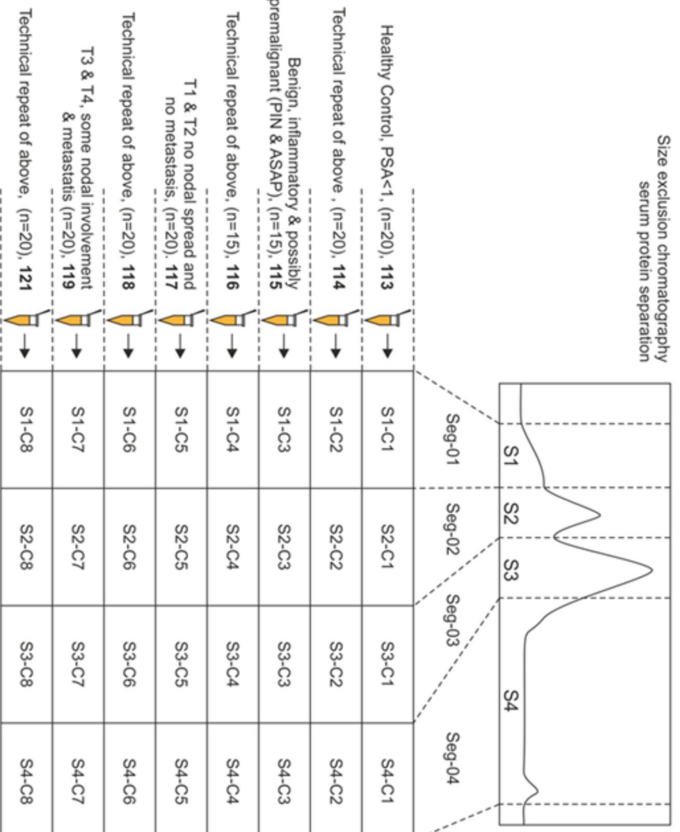 Size exclusion chromatography
serum protein separation
S1
S2
S3
S4
Seg-01
Seg-02
Seg-03
Seg-04
Healthy Control, PSA<1, (n=20), 113
S1-C1
S2-C1
S3-C1
S4-C1
Technical repeat of above , (n=20), 114
S1-C2
S2-C2
S3-C2
S4-C2
Benign, inflammatory & possibly
premalignant (PIN & ASAP), (n=15), 115
S1-C3
S2-C3
S3-C3
S4-C3
Technical repeat of above, (n=15), 116
S1-C4
S2-C4
S3-C4
S4-C4
T1 & T2 no nodal spread and
no metastasis, (n=20). 117
S1-C5
S2-C5
S3-C5
S4-C5
Technical repeat of above, (n=20), 118
S1-C6
S2-C6
S3-C6
S4-C6
T3 & T4, some nodal involvement
& metastatis (n=20), 119
S1-C7
S2-C7
S3-C7
S4-C7
Technical repeat of above, (n=20), 121
S1-C8
S2-C8
S3-C8
S4-C8